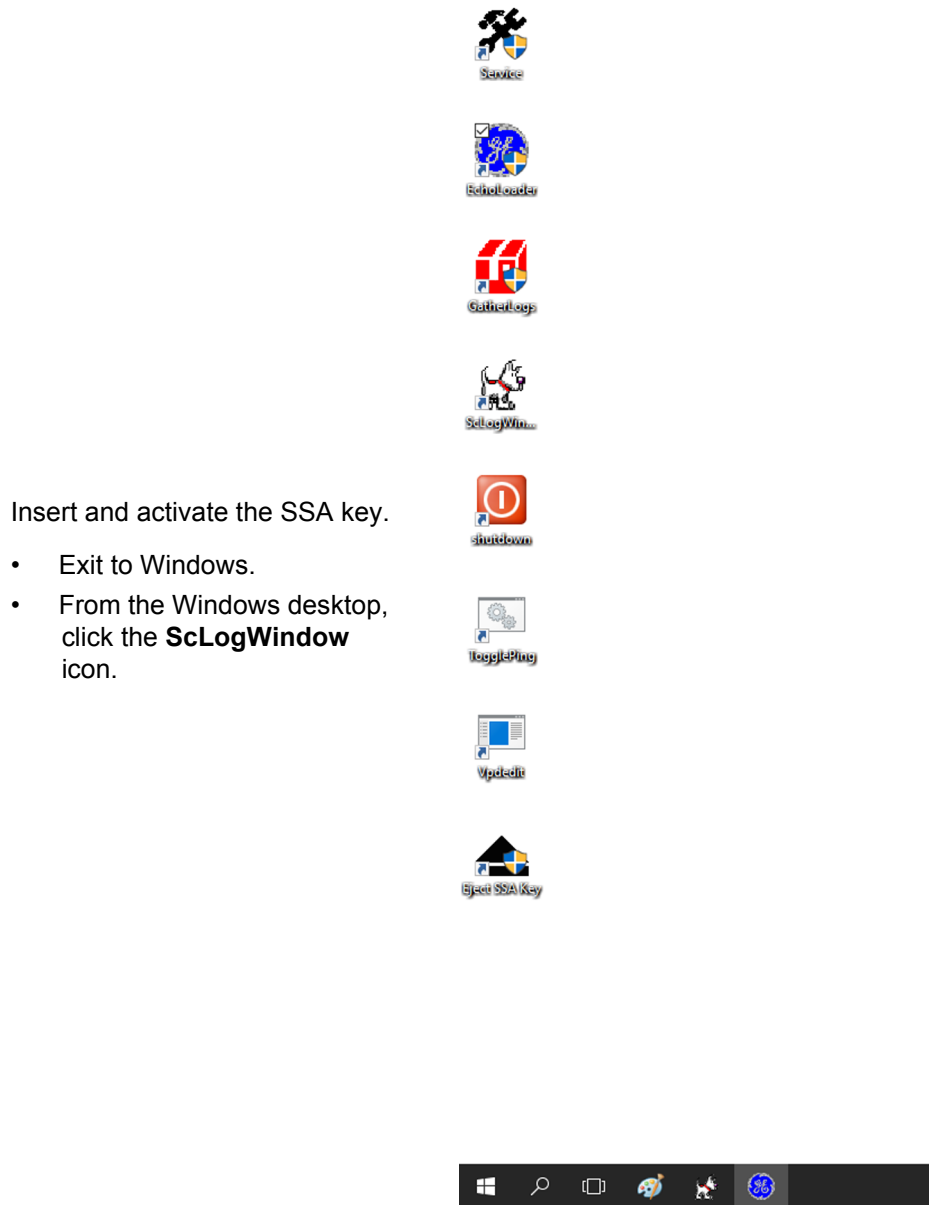 Service
EchoLoader
GatherLogs
ScLogWin...
Insert and activate the SSA key.
• Exit to Windows.
• From the Windows desktop,
click the ScLogWindow
icon.
shutdown
TogglePing
Vpdedit
Eject SSA Key